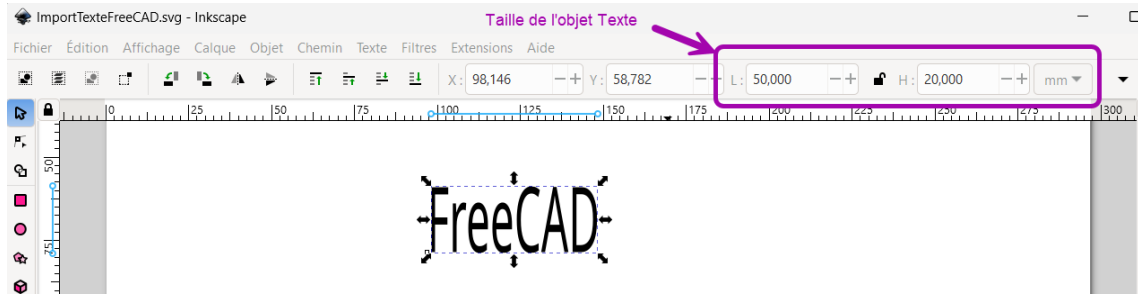 ImportTexteFreeCAD.svg - Inkscape
Taille de l'objet Texte
Fichier Édition Affichage Calque Objet Chemin Texte Filtres Extensions Aide
X: 98,146 Y: 58,782 L: 50,000 H: 20,000 mm
0 25 50 75 100 125 150 175 200 225 250 275 300
50
75
FreeCAD